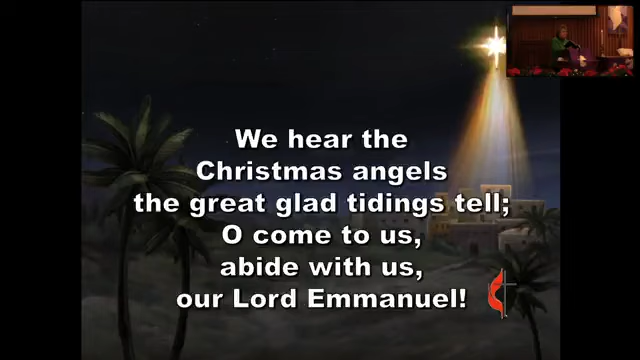 We hear the
Christmas angels
the great glad tidings tell;
O come to us,
abide with us,
our Lord Emmanuel!